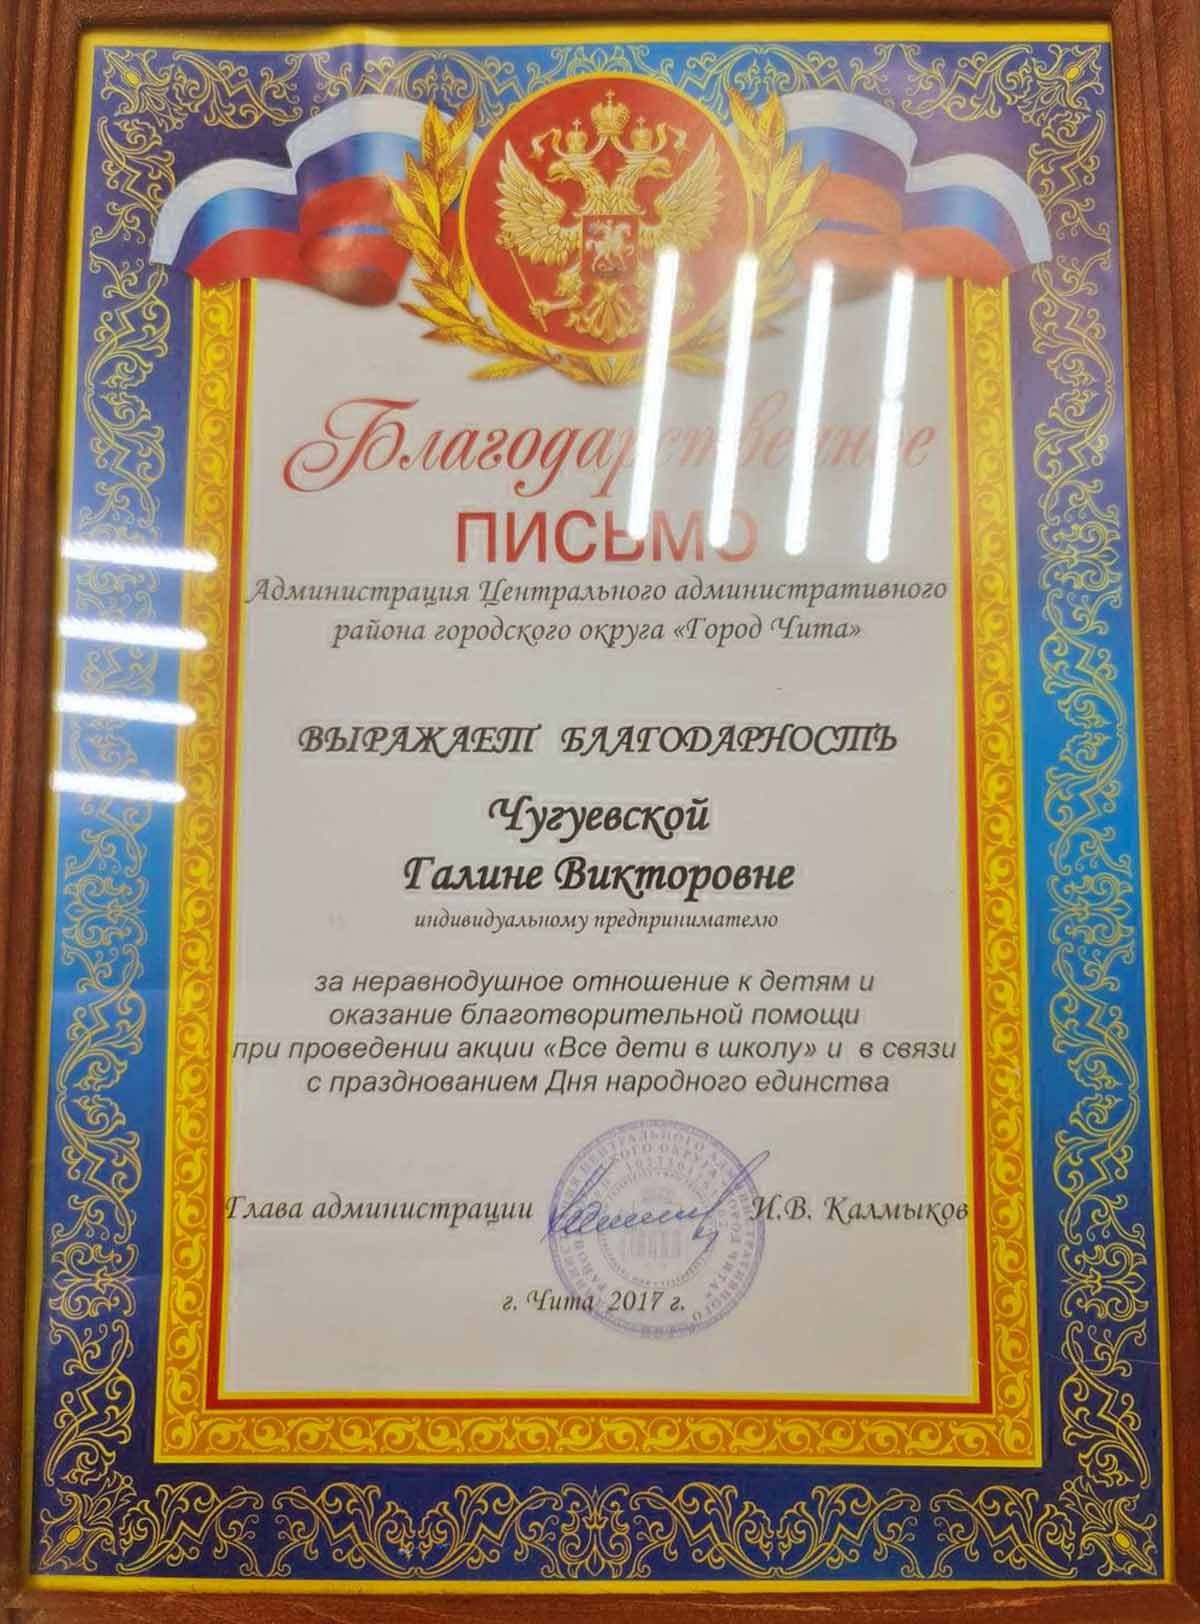 Благодарственное
ПИСЬМО
Администрация Центрального административного
района городского округа «Город Чита»
ВЫРАЖАЕТ БЛАГОДАРНОСТЬ
Чугуевской
Галине Викторовне
индивидуальному предпринимателю
за неравнодушное отношение к детям и
оказание благотворительной помощи
при проведении акции «Все дети в школу» и в связи
с празднованием Дня народного единства
Глава администрации И.В. Калмыков
г. Чита 2017 г.